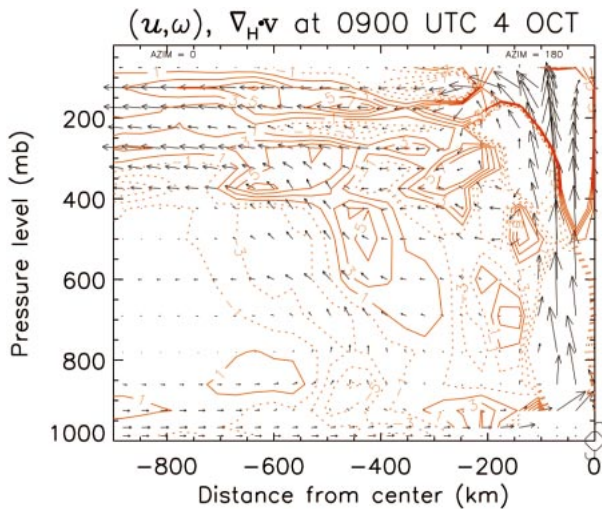 (u,ω), ∇H•v at 0900 UTC 4 OCT
AZIM = 0 AZIM = 180
Pressure level (mb)
200
400
600
800
1000
−800 −600 −400 −200 0
Distance from center (km)